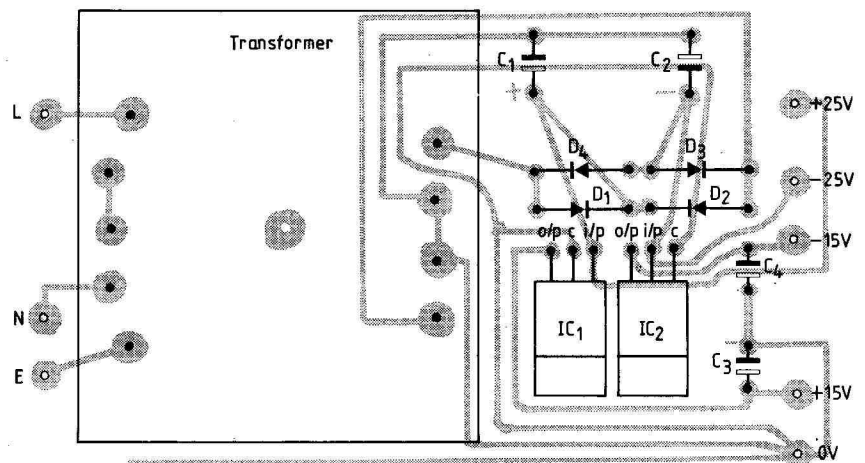 Transformer
C1
C2
+
−
L
+25V
D4
D3
−25V
D1
D2
o/p c i/p o/p i/p c
−15V
C4
N
IC1
IC2
C3
E
+15V
0V